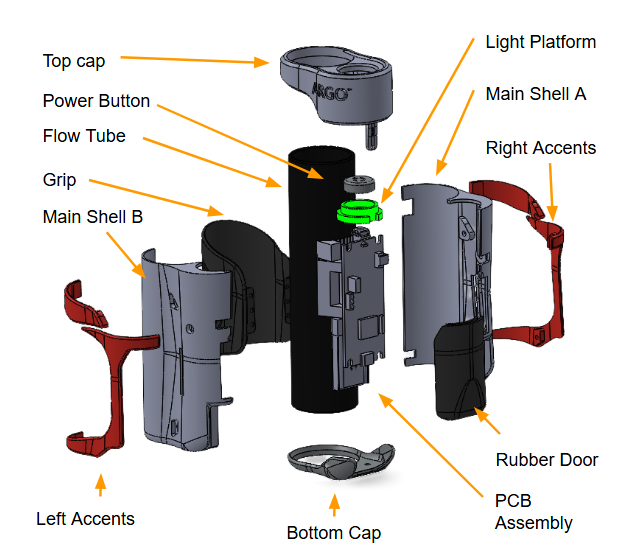 Top cap
Power Button
Flow Tube
Grip
Main Shell B
Light Platform
Main Shell A
Right Accents
ARGO
Left Accents
Bottom Cap
Rubber Door
PCB
Assembly